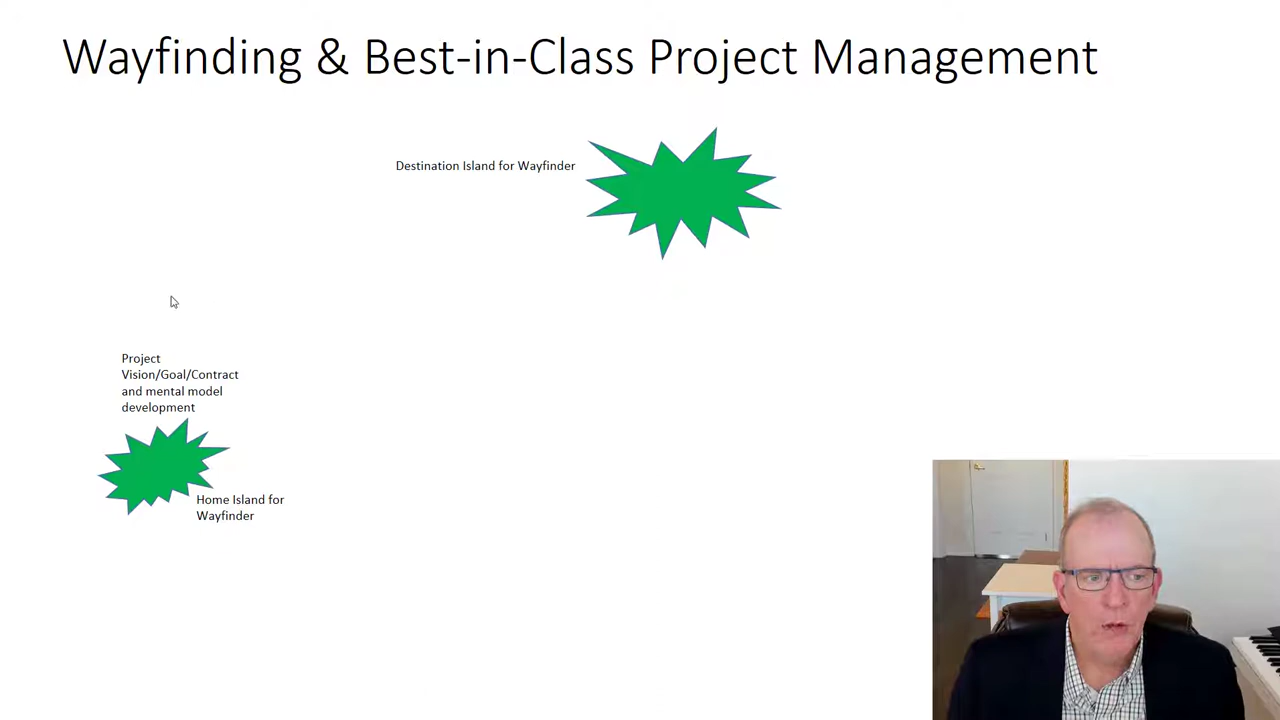 Wayfinding & Best-in-Class Project Management
Destination Island for Wayfinder
Project
Vision/Goal/Contract
and mental model
development
Home Island for
Wayfinder